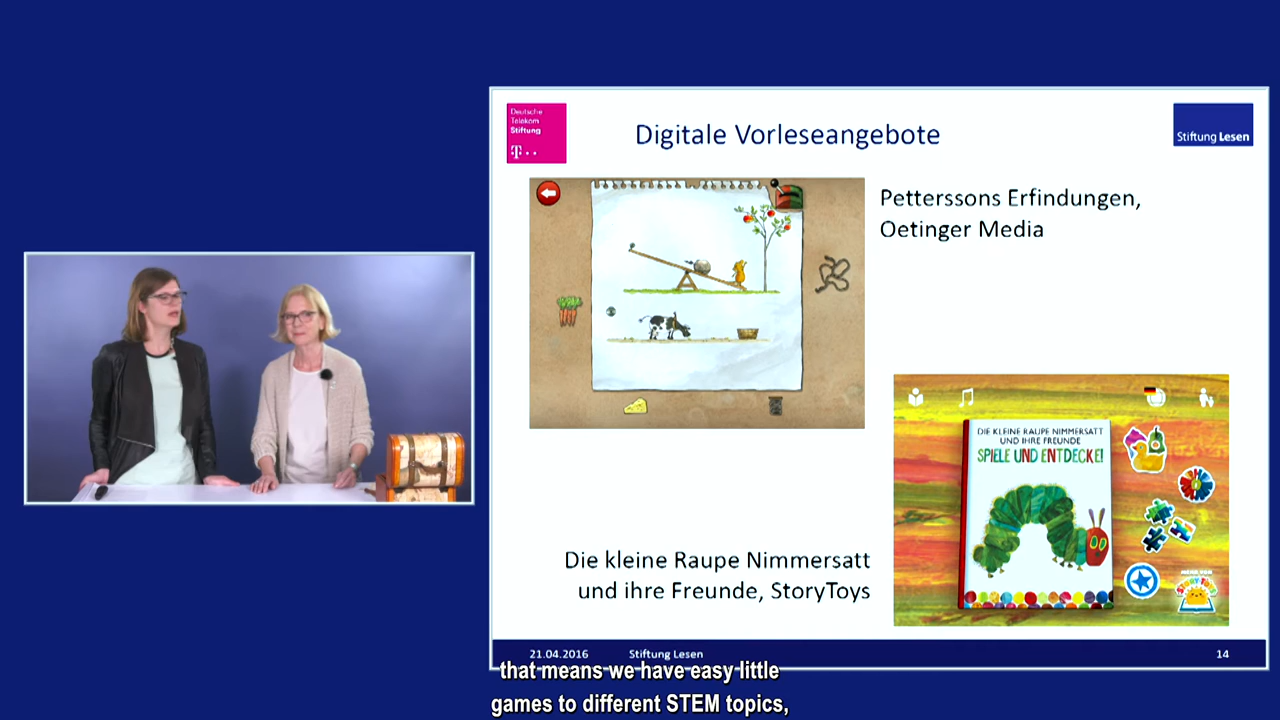 Deutsche
Telekom
Stiftung
T
Digitale Vorleseangebote
Stiftung Lesen
Petterssons Erfindungen,
Oetinger Media
DIE KLEINE RAUPE NIMMERSATT
UND IHRE FREUNDE
SPIELE UND ENTDECKE!
STORY TOYS
Die kleine Raupe Nimmersatt
und ihre Freunde, StoryToys
21.04.2016
Stiftung Lesen
14
that means we have easy little
games to different STEM topics,